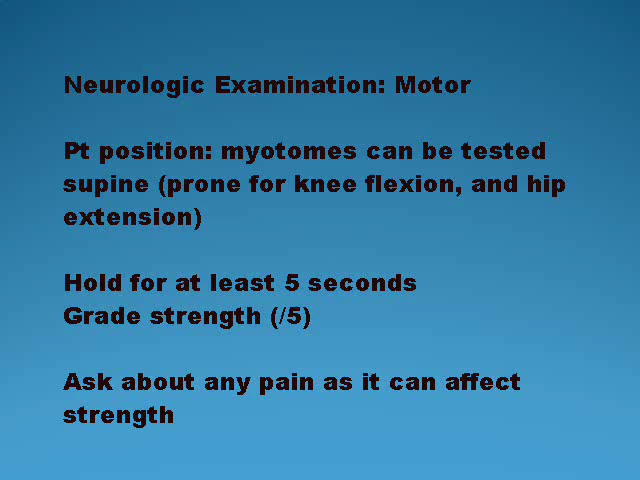 Neurologic Examination: Motor
Pt position: myotomes can be tested
supine (prone for knee flexion, and hip
extension)
Hold for at least 5 seconds
Grade strength (/5)
Ask about any pain as it can affect
strength